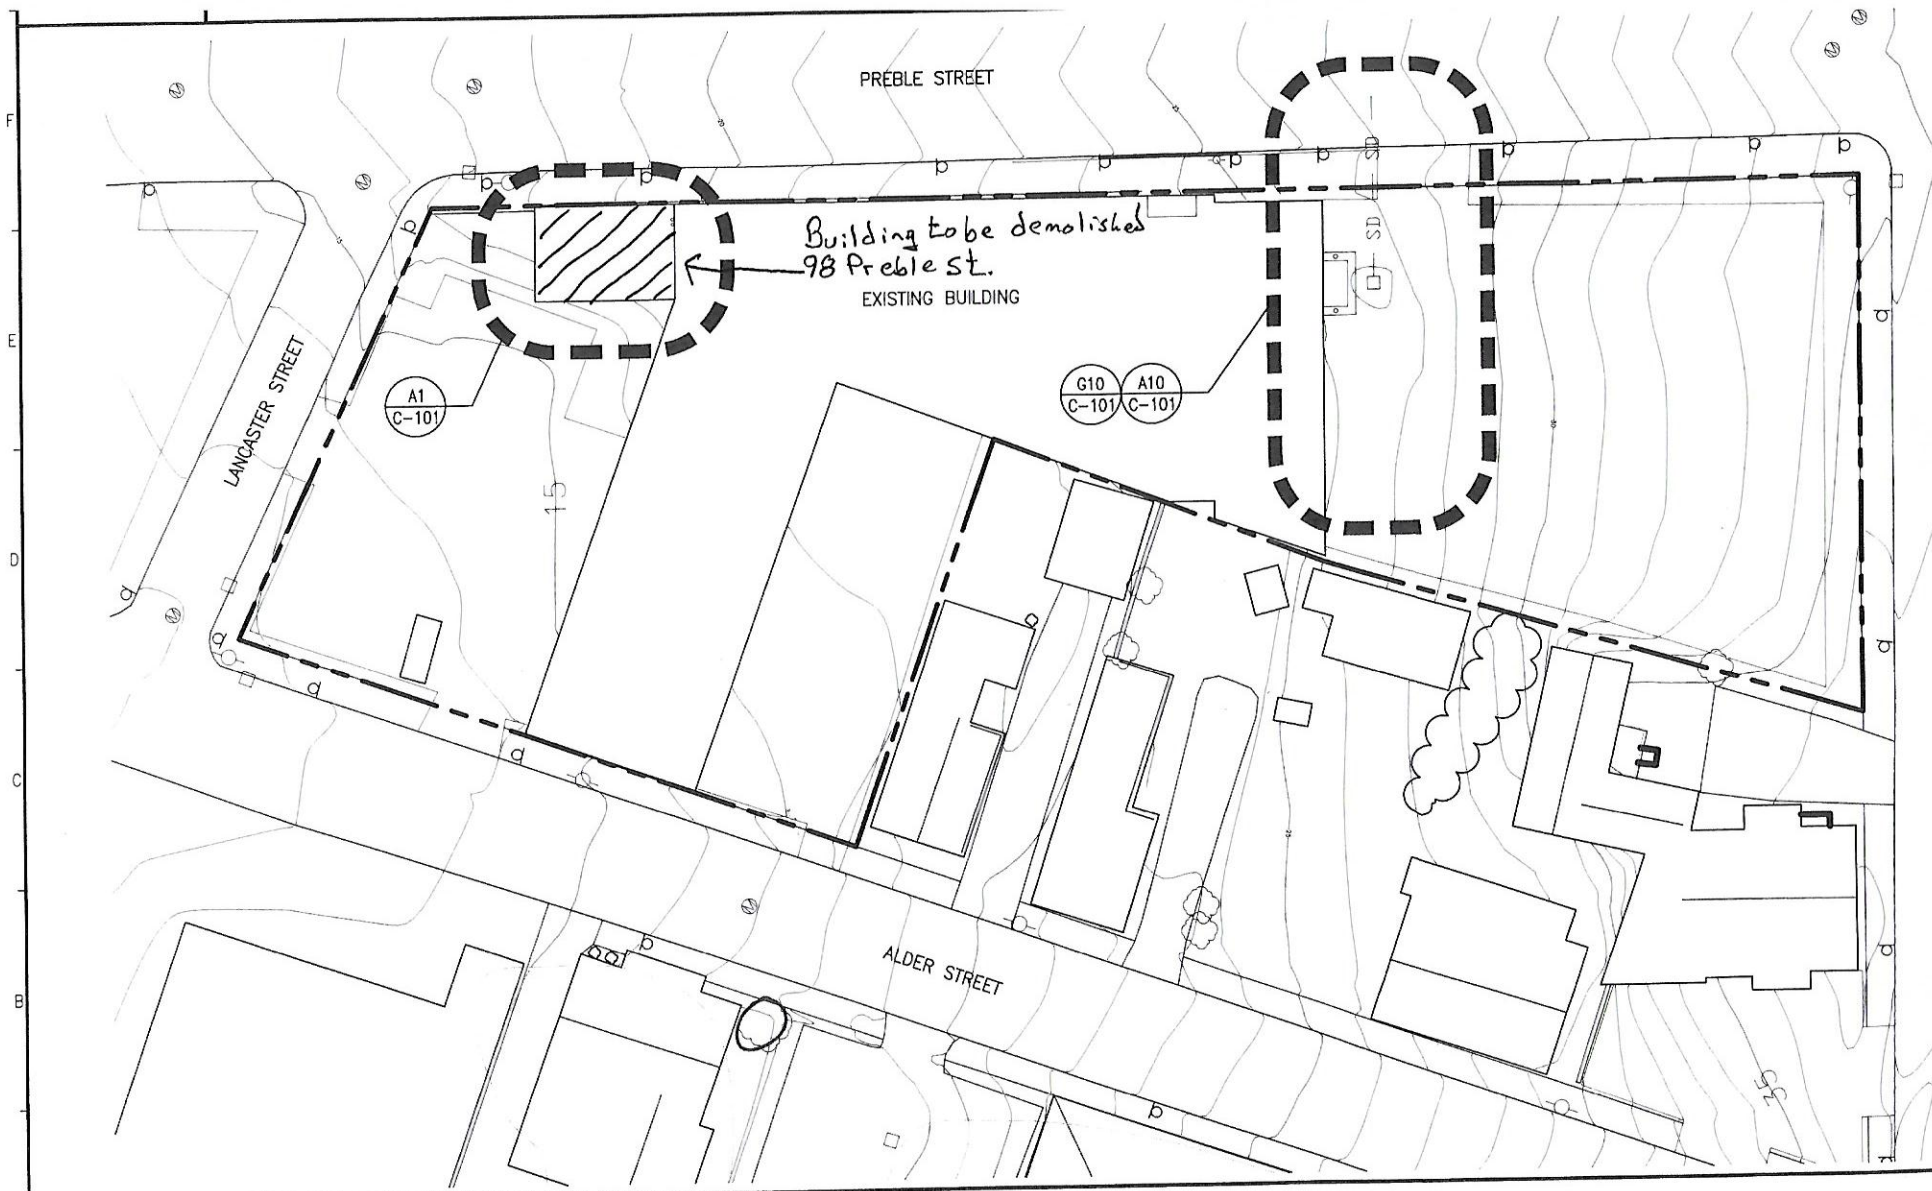 PREBLE STREET
F
SD
Building to be demolished
98 Preble St.
SD
EXISTING BUILDING
E
LANCASTER STREET
A1
C-101
G10
C-101
A10
C-101
15
D
C
ALDER STREET
B
35